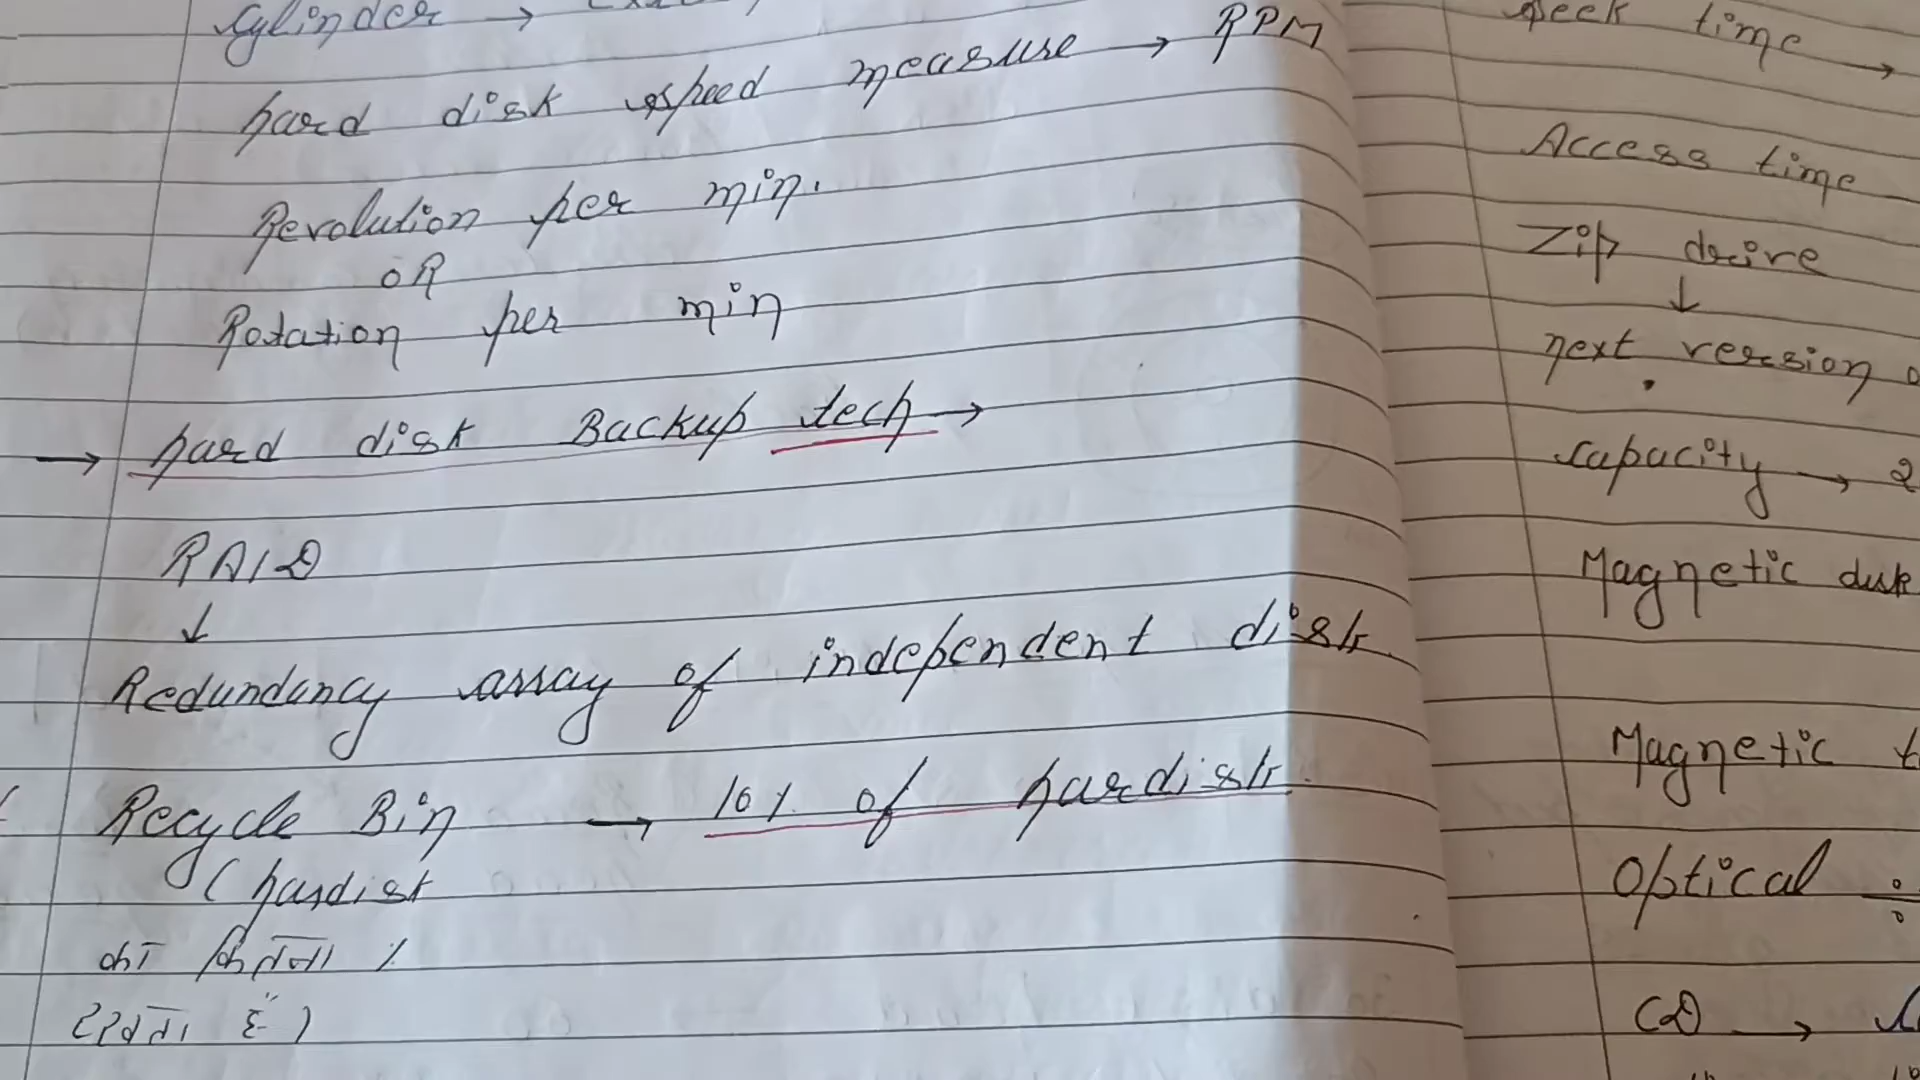 Cylinder →
hard disk speed measure → RPM
Revolution per min.
OR
Rotation per min
→ hard disk Backup tech →
RAID
↓
Redundancy array of independent disk
Recycle Bin → 10% of hardisk.
(hardisk
का कितना %
रखता है)
seek time →
Access time
Zip drive
↓
next version
capacity → 2
Magnetic disk
Magnetic
Optical
CD →